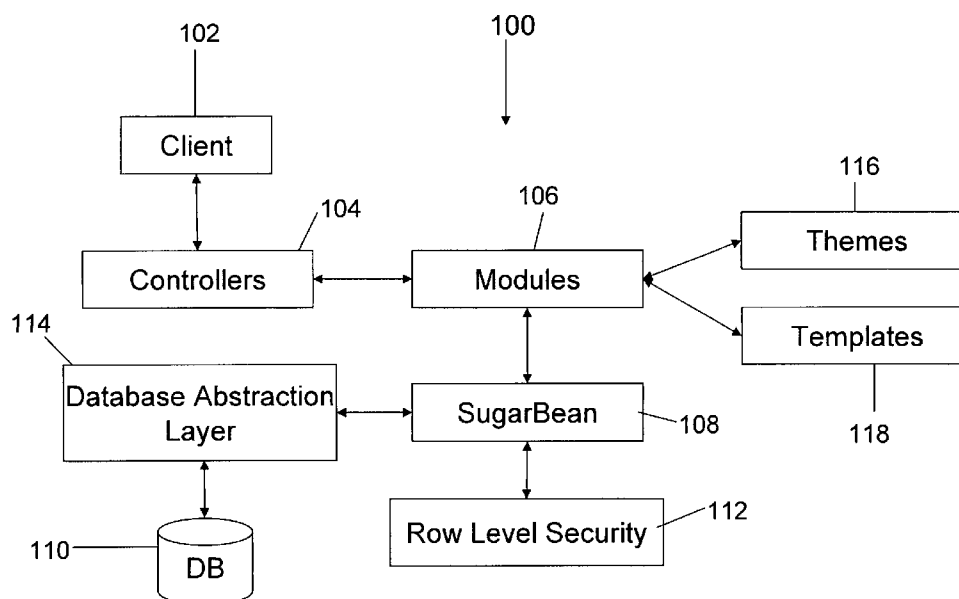 102
100
Client
116
104
106
Themes
Controllers
Modules
114
Templates
Database Abstraction
Layer
SugarBean
108
118
Row Level Security
112
110
DB